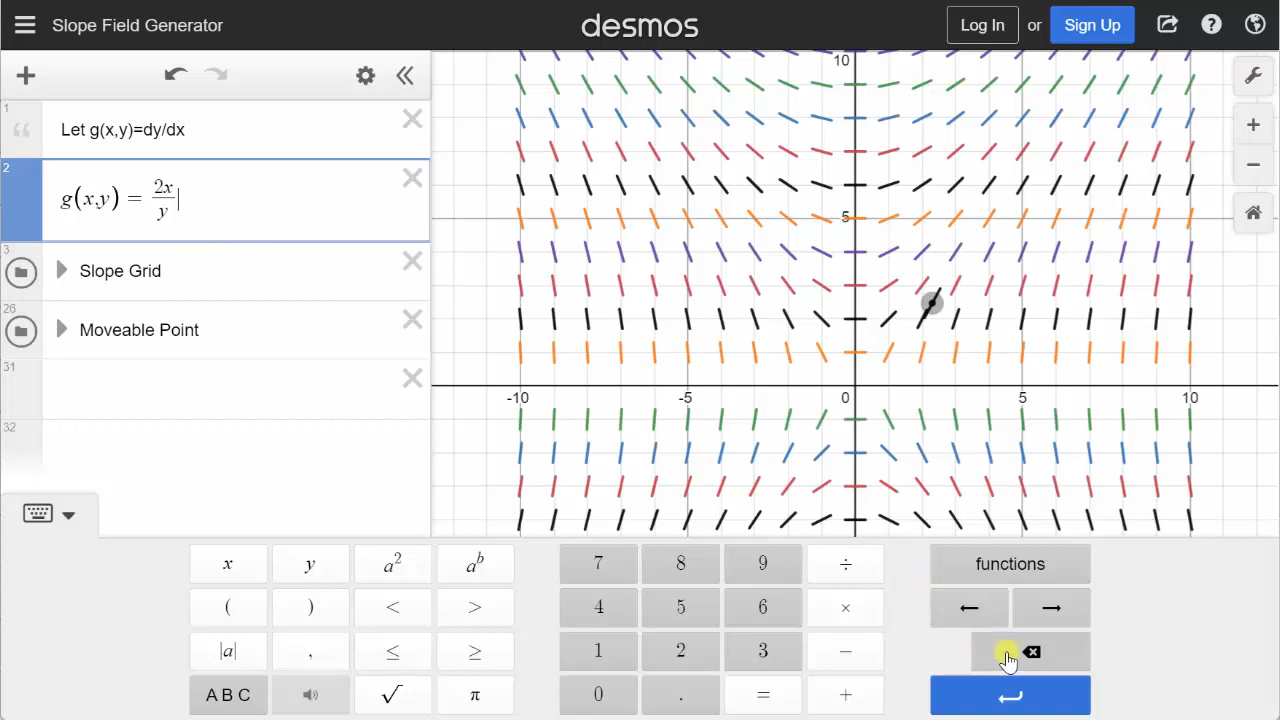 Slope Field Generator
desmos
Log In or Sign Up
1
Let g(x,y)=dy/dx
2
g(x,y) = 2x/y
3
Slope Grid
26
Moveable Point
31
32
10
5
-10 -5 0 5 10
x y a² aᵇ 7 8 9 ÷ functions
( ) < > 4 5 6 × ← →
|a| , ≤ ≥ 1 2 3 −
A B C √ π 0 . = +